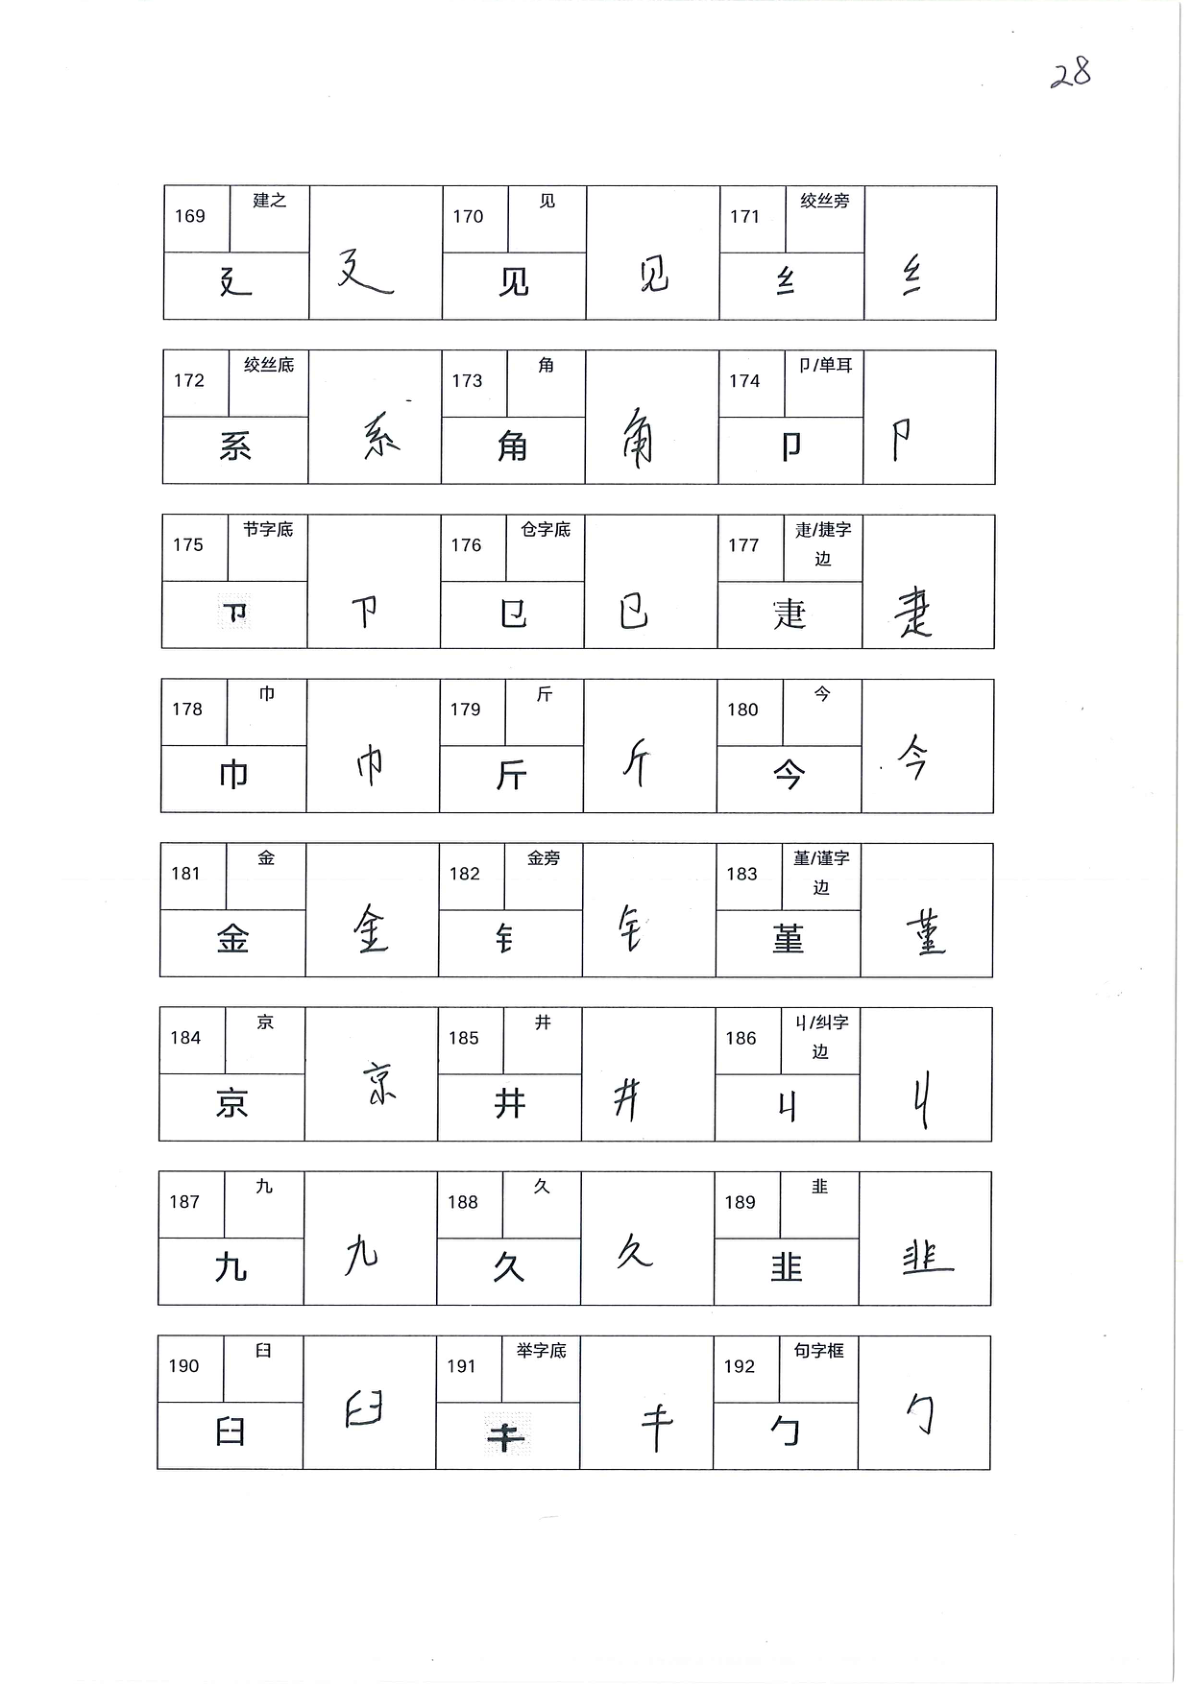 28
169 建之 廴 廴 170 见 见 见 171 绞丝旁 纟 纟
172 绞丝底 系 系 173 角 角 角 174 卩/单耳 卩 卩
175 节字底 卩 卩 176 仓字底 㔾 㔾 177 疌/捷字
边
疌 疌
178 巾 巾 巾 179 斤 斤 斤 180 今 今 今
181 金 金 金 182 金旁 钅 钅 183 堇/谨字
边
堇 堇
184 京 京 京 185 井 井 井 186 丩/纠字
边
丩 丩
187 九 九 九 188 久 久 久 189 韭 韭 韭
190 臼 臼 臼 191 举字底 キ キ 192 句字框 勹 勹